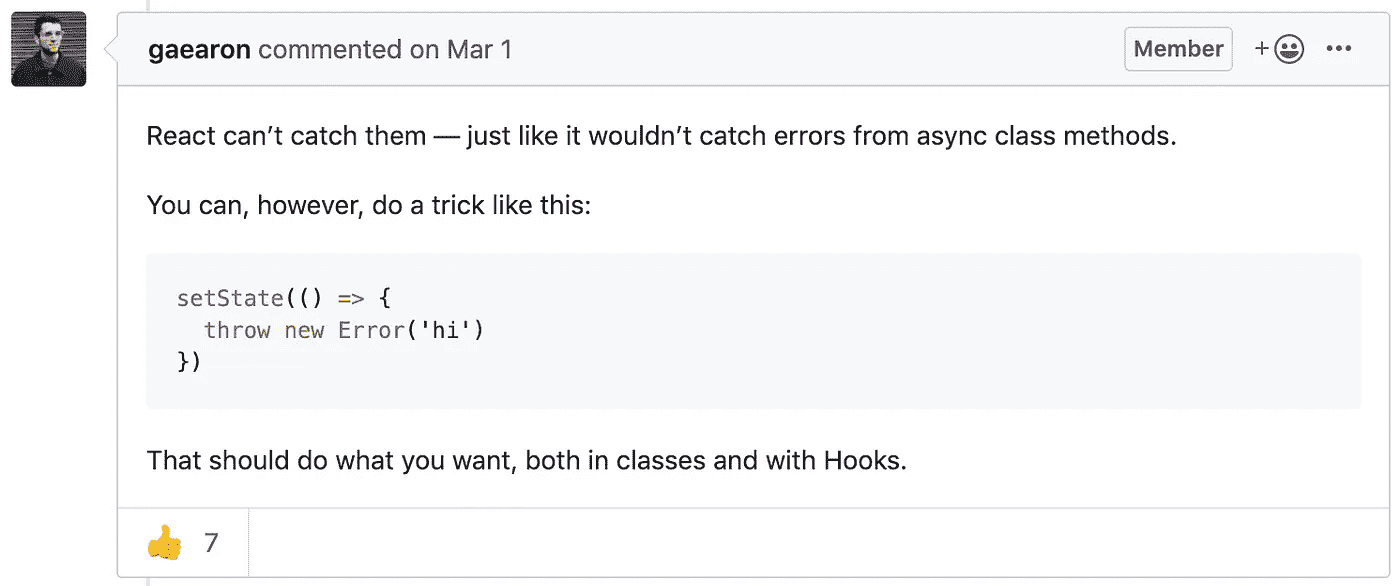 gaearon commented on Mar 1
Member
React can’t catch them — just like it wouldn’t catch errors from async class methods.
You can, however, do a trick like this:
setState(() => {
  throw new Error('hi')
})
That should do what you want, both in classes and with Hooks.
👍 7